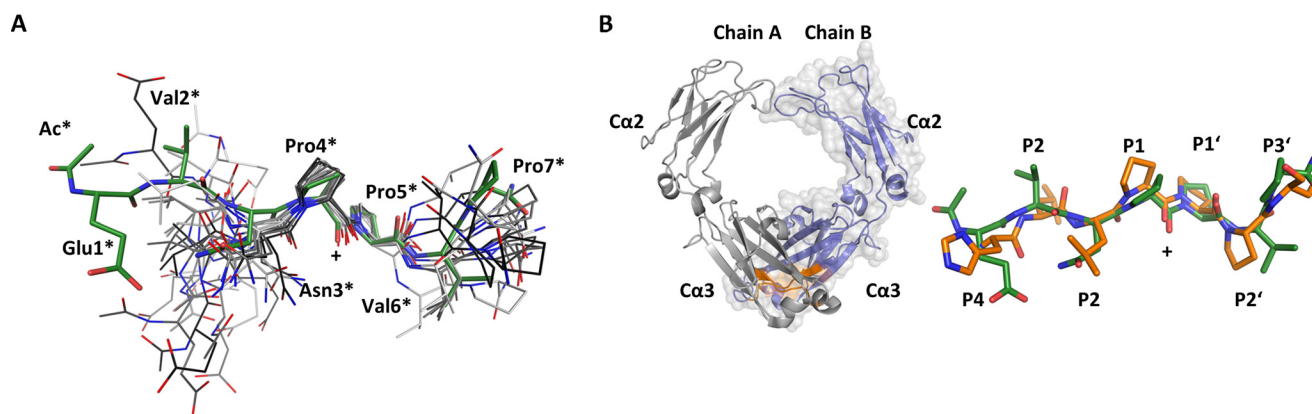 A
Val2*
Ac*
Glu1*
Pro4*
Pro5*
Pro7*
Asn3*
Val6*
+
B
Chain A
Chain B
Cα2
Cα2
Cα3
Cα3
P2
P1
P1‘
P3‘
P4
P2
P2‘
+